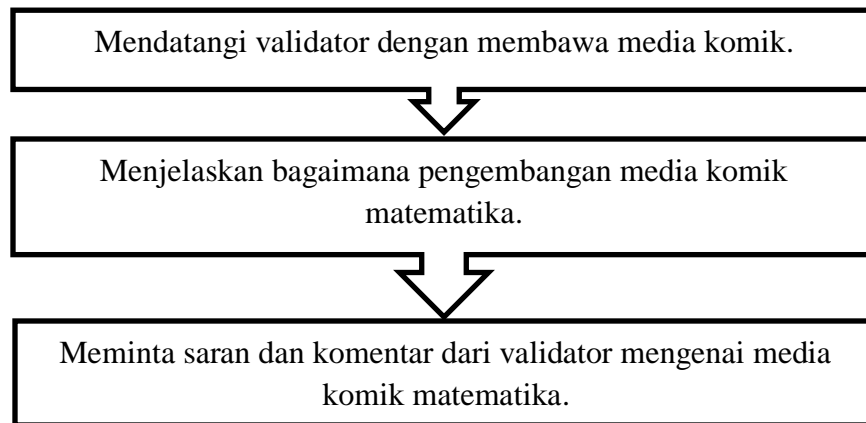 Mendatangi validator dengan membawa media komik.
Menjelaskan bagaimana pengembangan media komik
matematika.
Meminta saran dan komentar dari validator mengenai media
komik matematika.